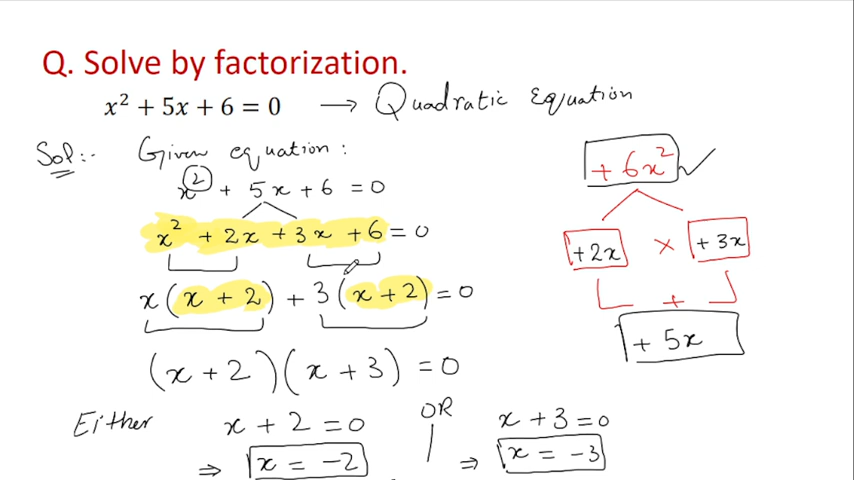 Q. Solve by factorization.
x² + 5x + 6 = 0 → Quadratic Equation
Sol:- Given equation:
x² + 5x + 6 = 0
x² + 2x + 3x + 6 = 0
x(x + 2) + 3(x + 2) = 0
(x + 2)(x + 3) = 0
Either x + 2 = 0 OR x + 3 = 0
⇒ x = -2 ⇒ x = -3
+ 6x² ✓
+2x × +3x
+
+ 5x